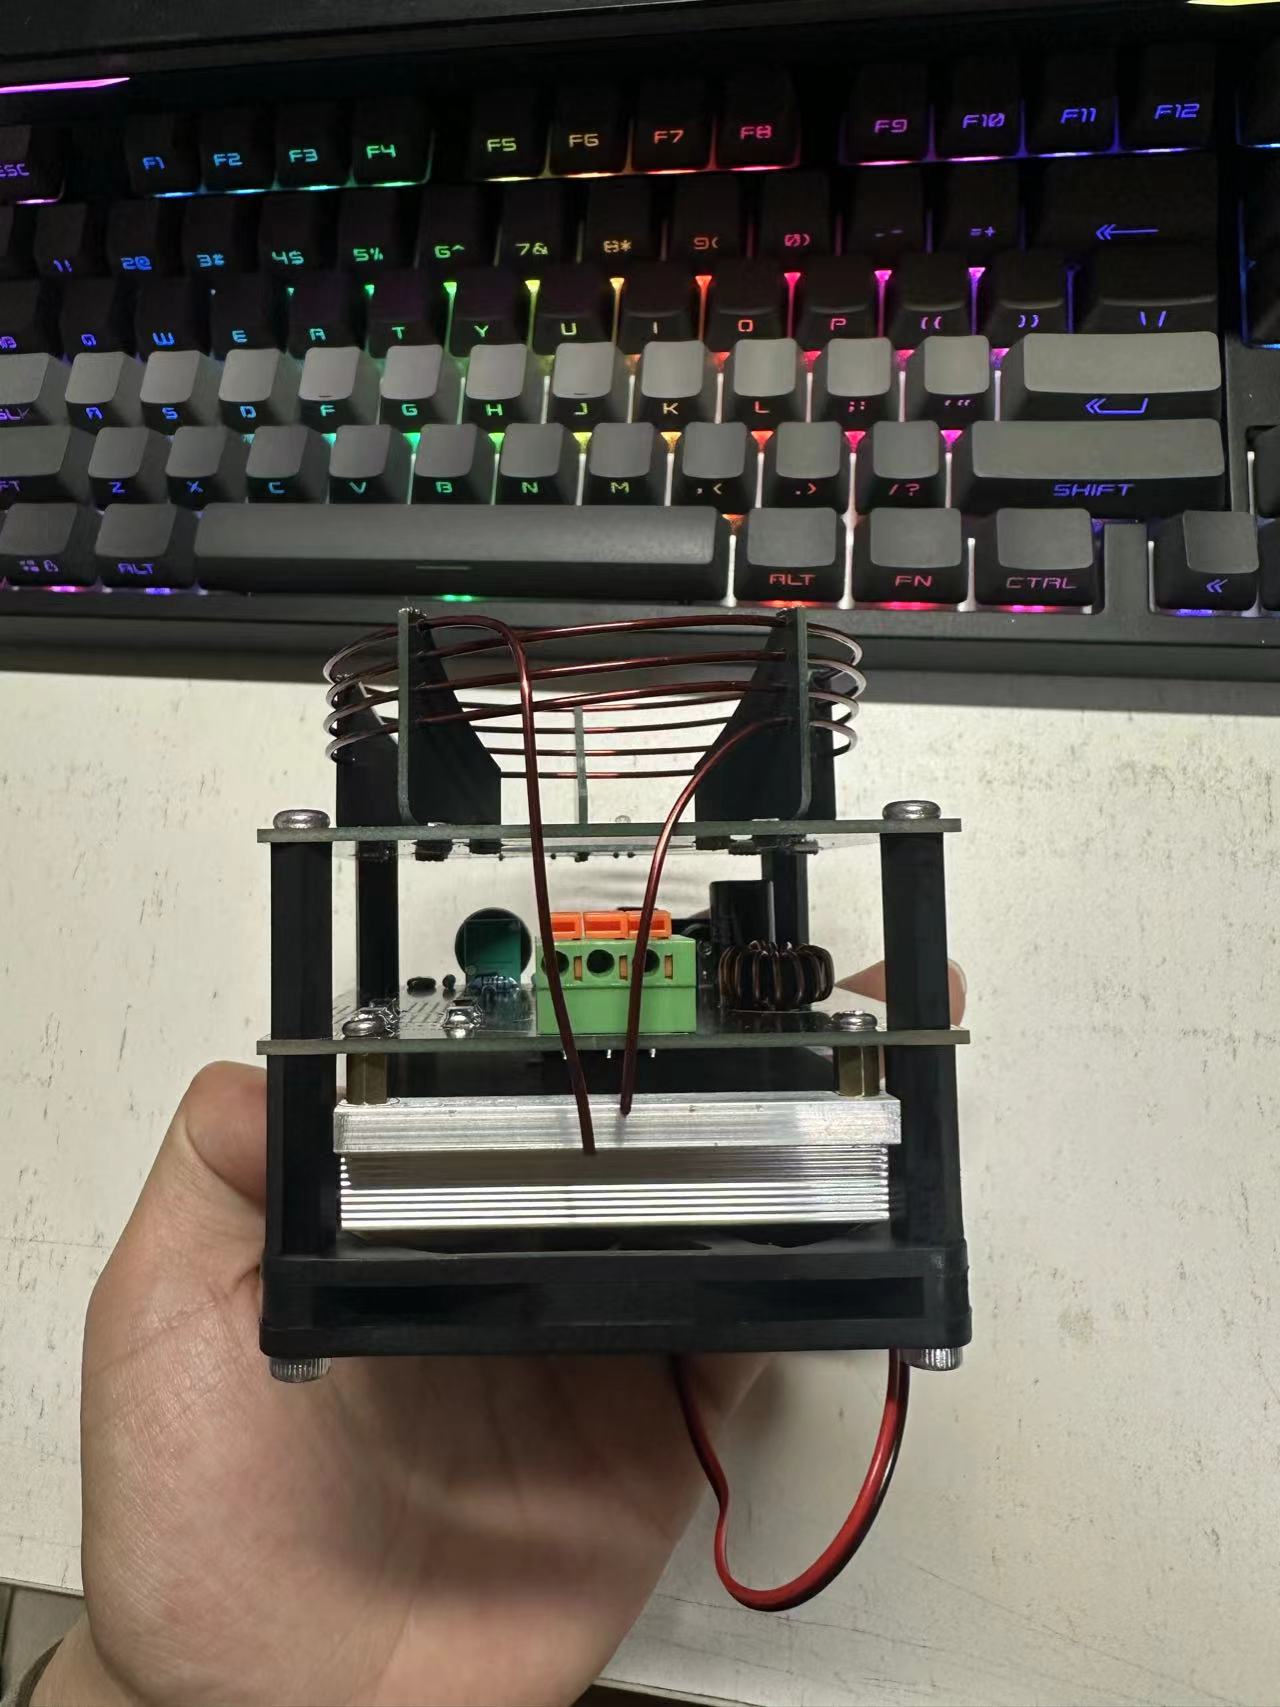 ESC F1 F2 F3 F4 F5 F6 F7 F8 F9 F10 F11 F12
1! 2@ 3# 4$ 5% 6^ 7& 8* 9( 0) -- =+
Q W E R T Y U I O P [{ ]} \|
A S D F G H J K L ;: '"
Z X C V B N M ,< .> /? SHIFT
ALT ALT FN CTRL